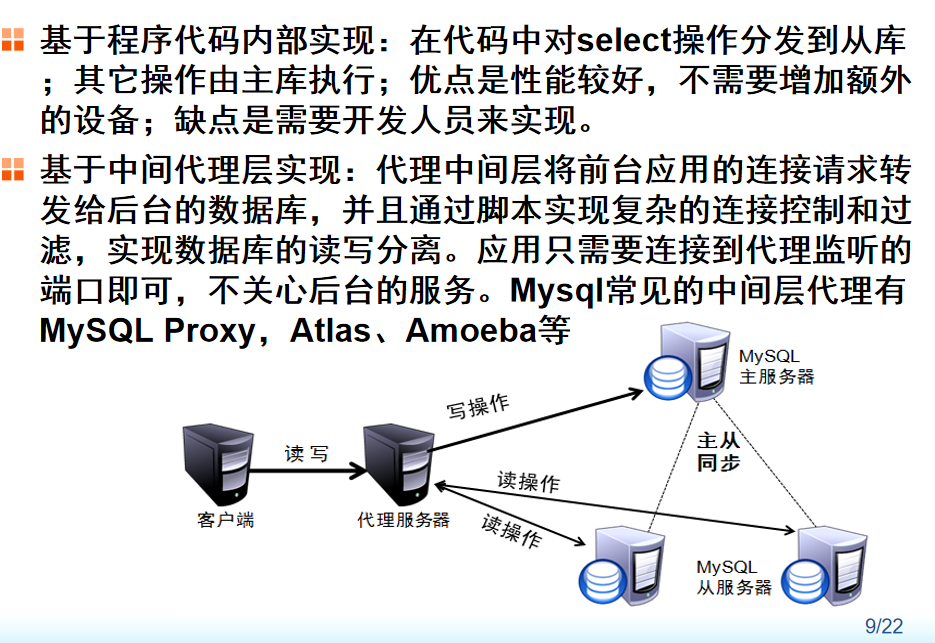 基于程序代码内部实现：在代码中对select操作分发到从库
；其它操作由主库执行；优点是性能较好，不需要增加额外
的设备；缺点是需要开发人员来实现。
基于中间代理层实现：代理中间层将前台应用的连接请求转
发给后台的数据库，并且通过脚本实现复杂的连接控制和过
滤，实现数据库的读写分离。应用只需要连接到代理监听的
端口即可，不关心后台的服务。Mysql常见的中间层代理有
MySQL Proxy，Atlas、Amoeba等
MySQL
主服务器
写操作
读 写
主从
同步
读操作
客户端
代理服务器
读操作
MySQL
从服务器
9/22